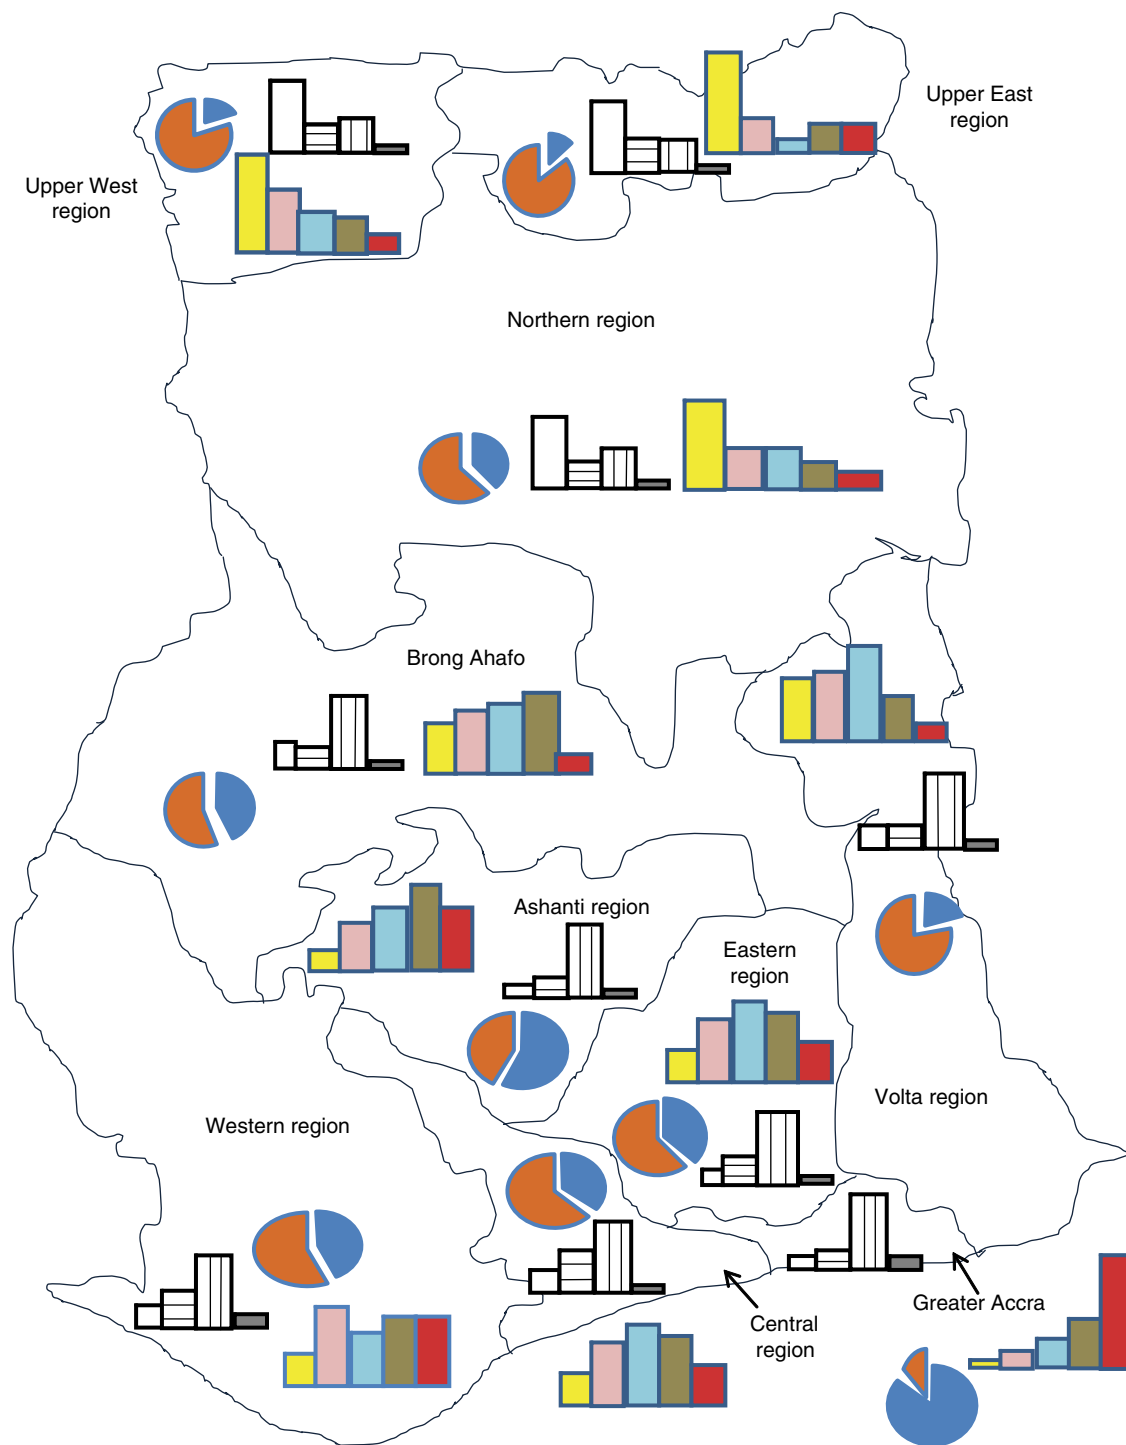 Upper East
region
Upper West
region
Northern region
Brong Ahafo
Ashanti region
Eastern
region
Volta region
Western region
Greater Accra
Central
region